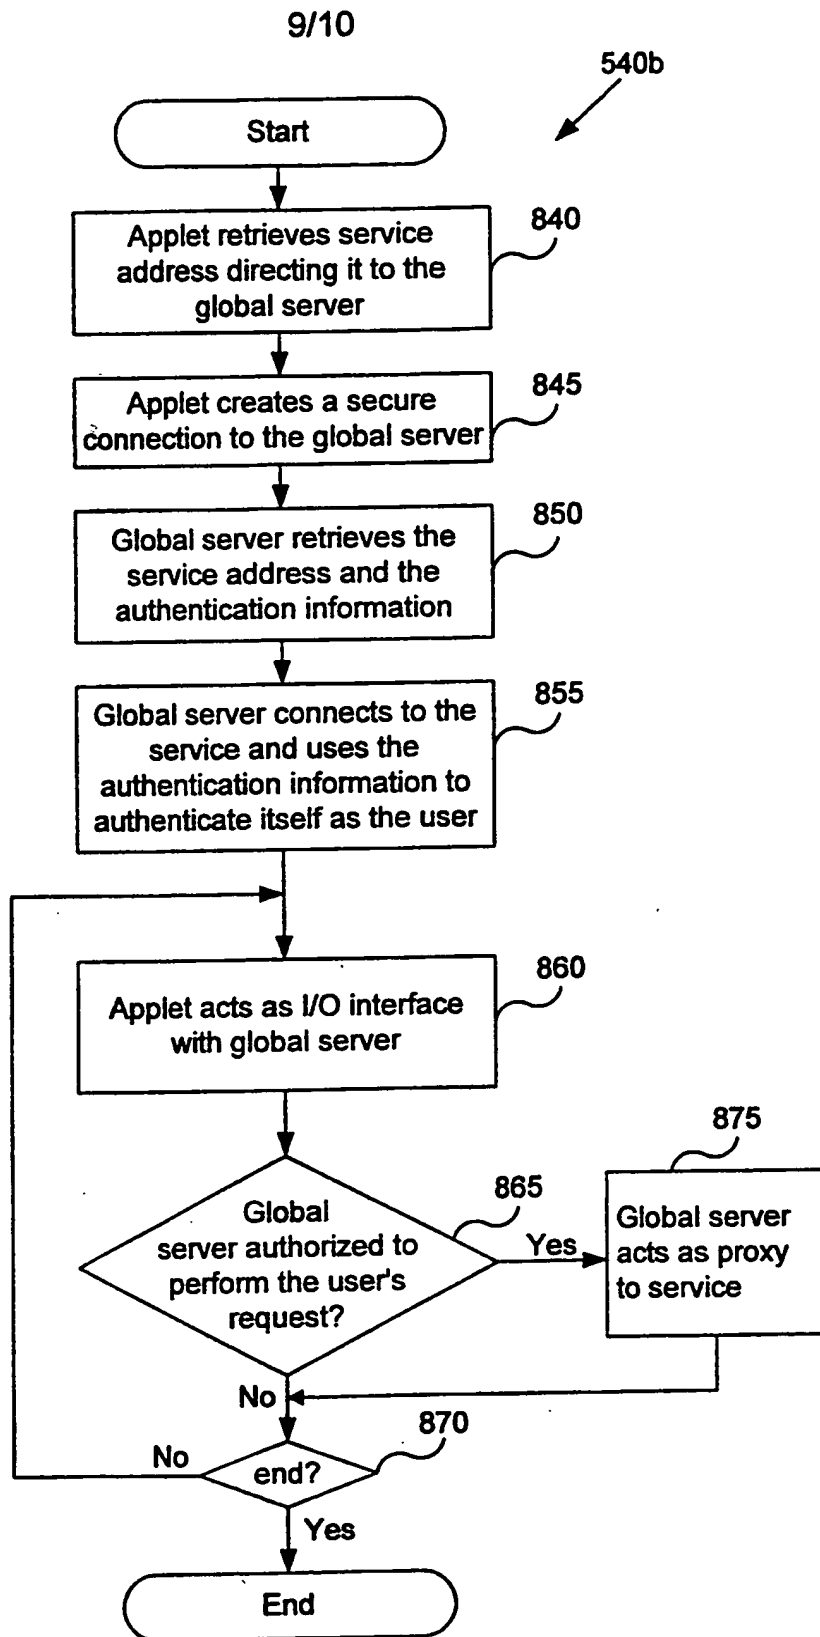 9/10
540b
Start
Applet retrieves service
address directing it to the
global server
840
Applet creates a secure
connection to the global server
845
Global server retrieves the
service address and the
authentication information
850
Global server connects to the
service and uses the
authentication information to
authenticate itself as the user
855
Applet acts as I/O interface
with global server
860
Global
server authorized to
perform the user's
request?
865
Yes
875
Global server
acts as proxy
to service
No
870
end?
No
Yes
End